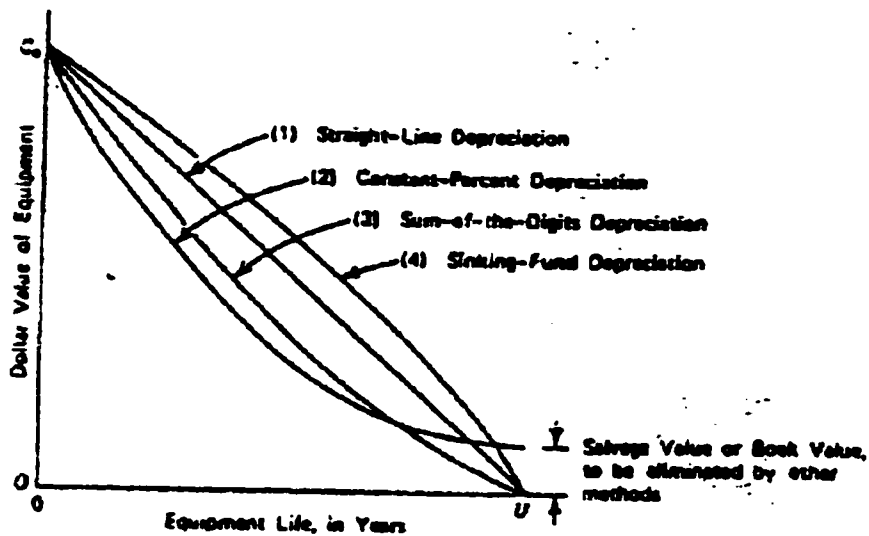 Dollar Value of Equipment
(1) Straight-Line Depreciation
(2) Constant-Percent Depreciation
(3) Sum-of-the-Digits Depreciation
(4) Sinking-Fund Depreciation
Salvage Value or Book Value,
to be eliminated by other
methods
0
0
U
Equipment Life, in Years